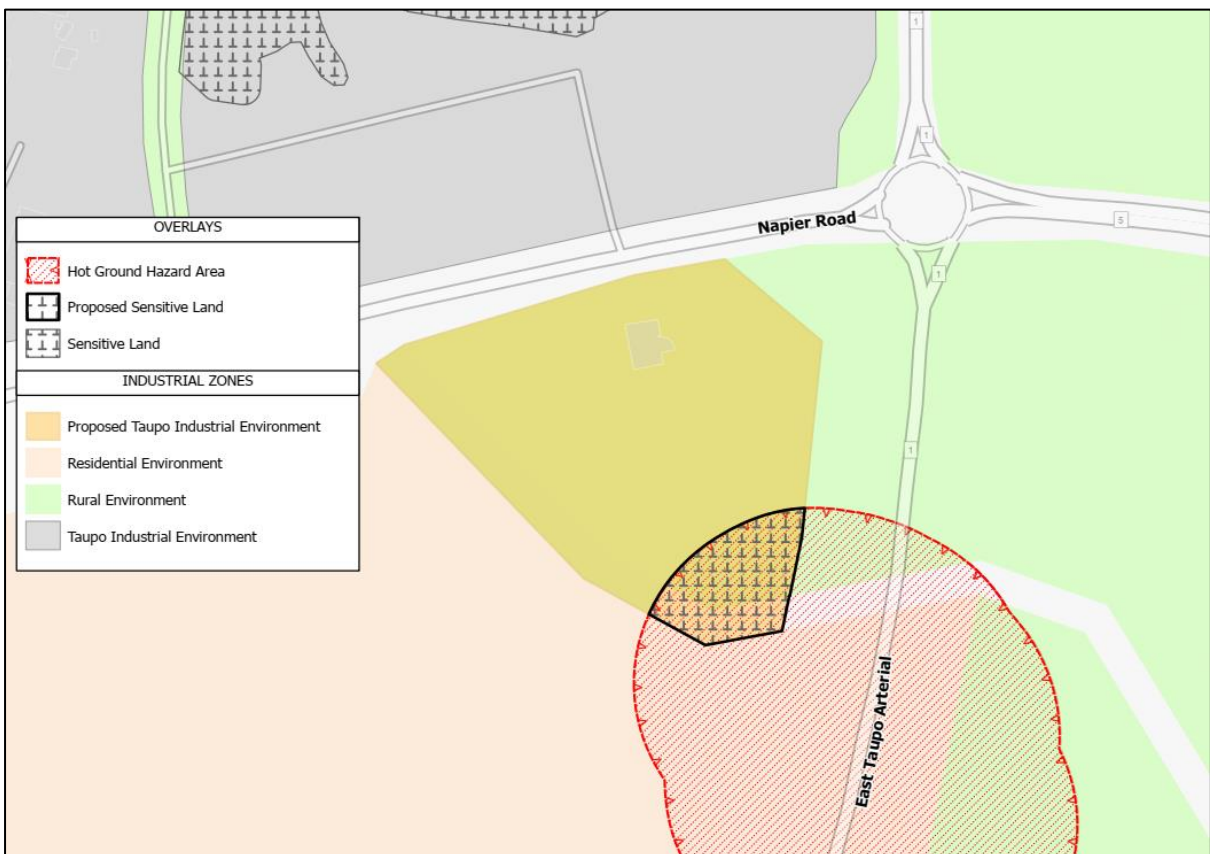 1
1
Napier Road
5
1
1
OVERLAYS
Hot Ground Hazard Area
Proposed Sensitive Land
Sensitive Land
INDUSTRIAL ZONES
Proposed Taupo Industrial Environment
Residential Environment
Rural Environment
Taupo Industrial Environment
East Taupo Arterial